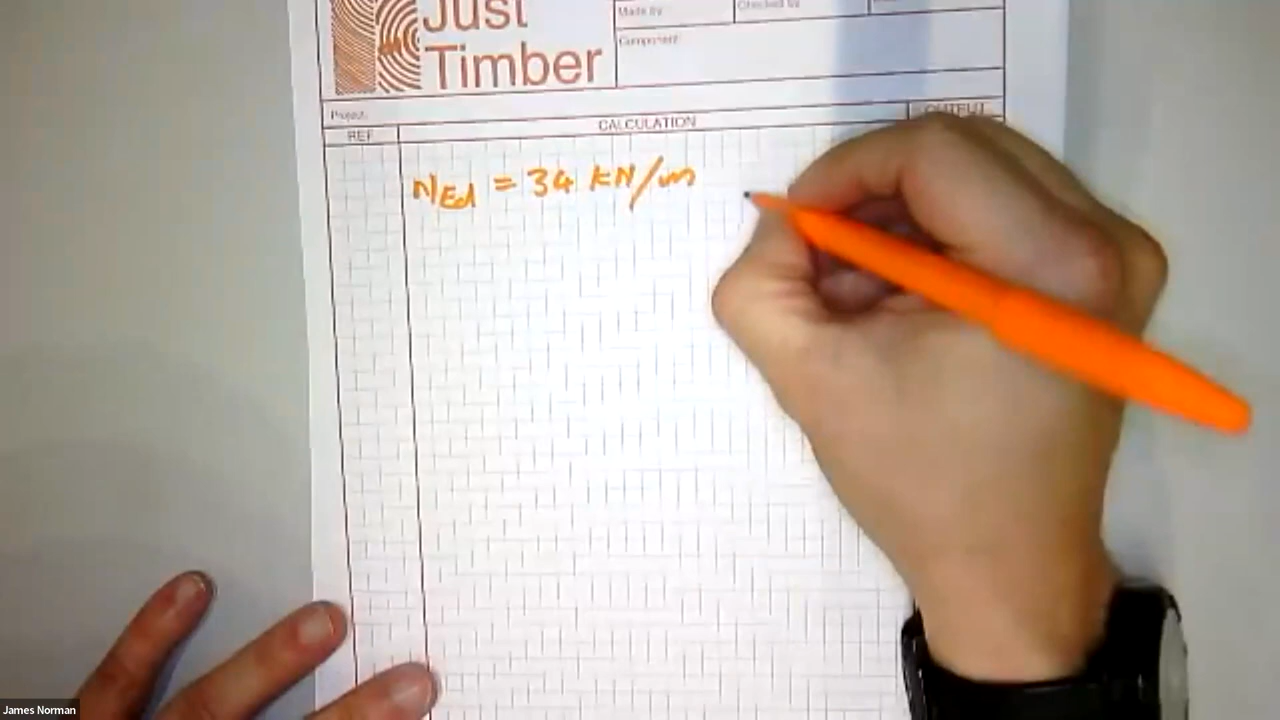 Just
Timber
Made by
Checked by
Component:
Project:
REF
CALCULATION
OUTPUT
NEd = 34 kN/m
James Norman